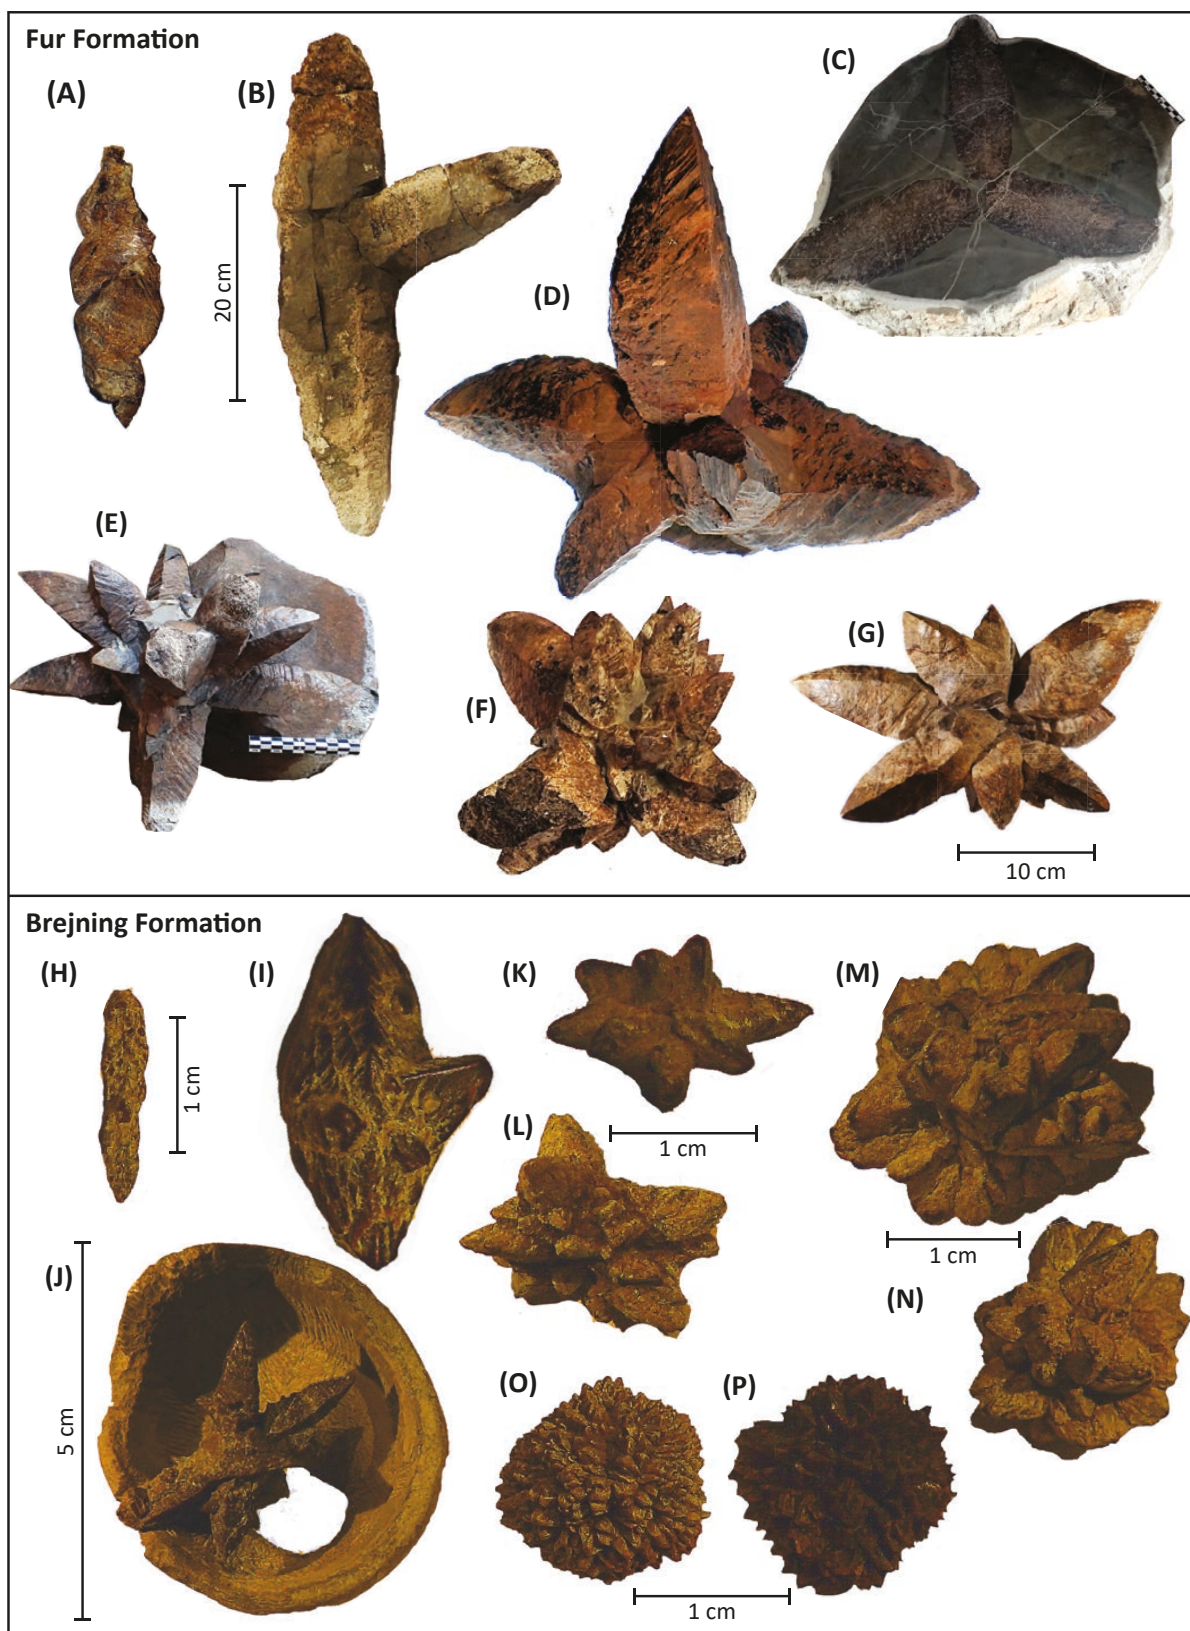 Fur Formation
(A)
(B)
(C)
20 cm
(D)
(E)
(F)
(G)
10 cm
Brejning Formation
(H)
(I)
(K)
(M)
1 cm
1 cm
(L)
1 cm
(J)
(N)
5 cm
(O)
(P)
1 cm